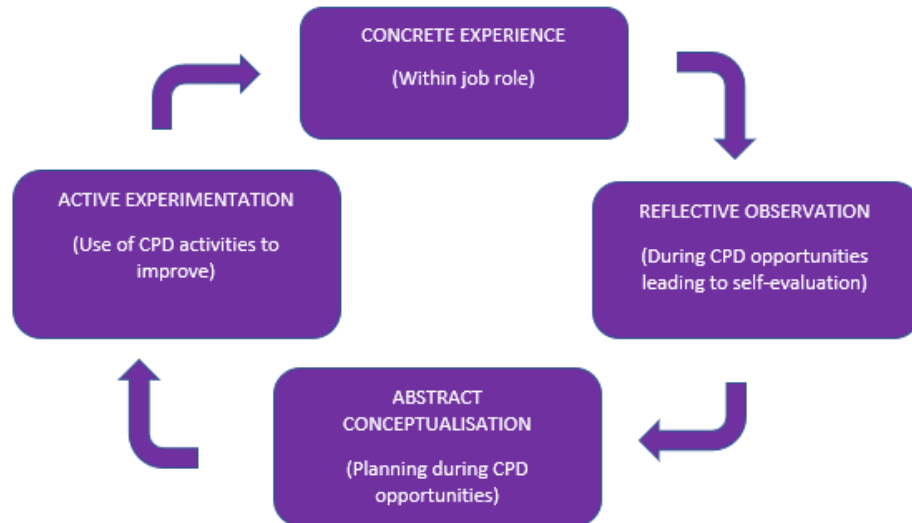 CONCRETE EXPERIENCE
(Within job role)
ACTIVE EXPERIMENTATION
(Use of CPD activities to
improve)
REFLECTIVE OBSERVATION
(During CPD opportunities
leading to self-evaluation)
ABSTRACT
CONCEPTUALISATION
(Planning during CPD
opportunities)